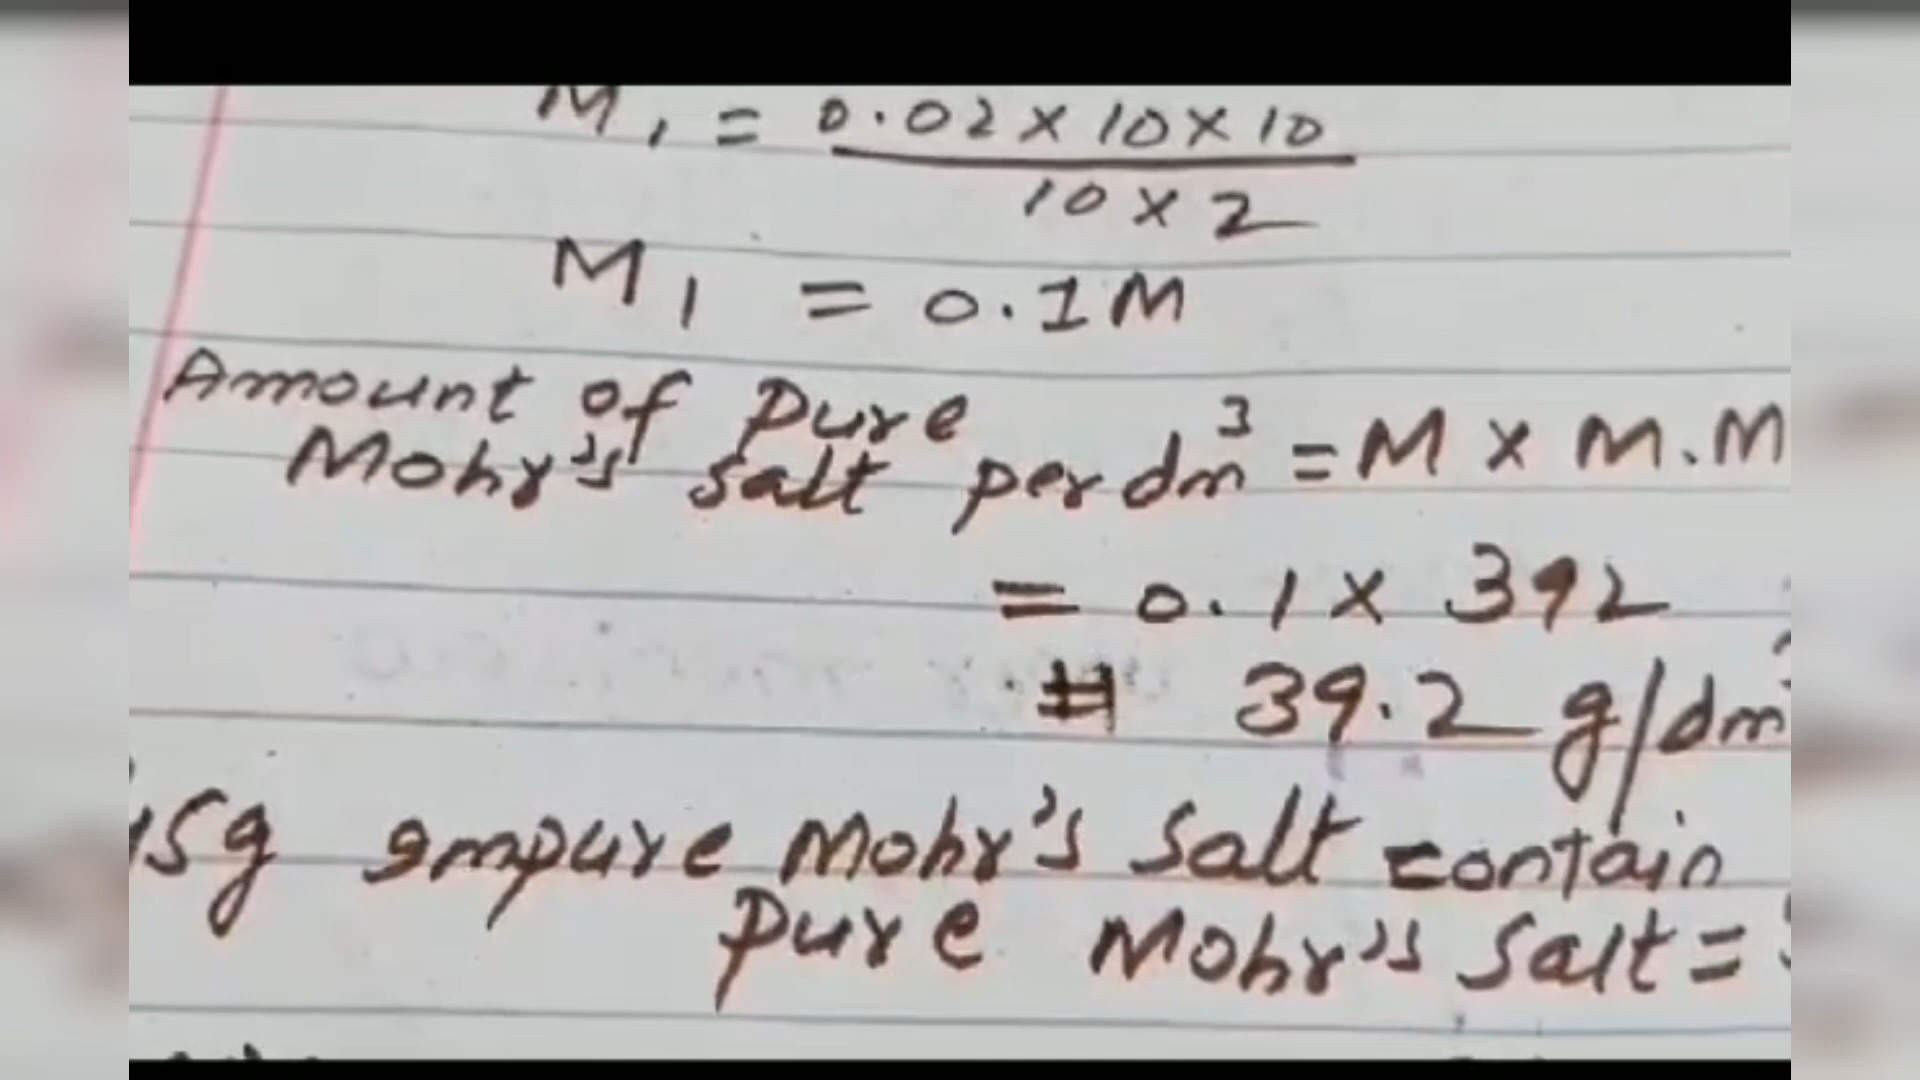 M1 = 0.02 × 10 × 10
10 × 2
M1 = 0.1M
Amount of pure
Mohr's salt per dm³ = M × M.M
= 0.1 × 392
= 39.2 g/dm
5g impure Mohr's salt contain
pure Mohr's salt =